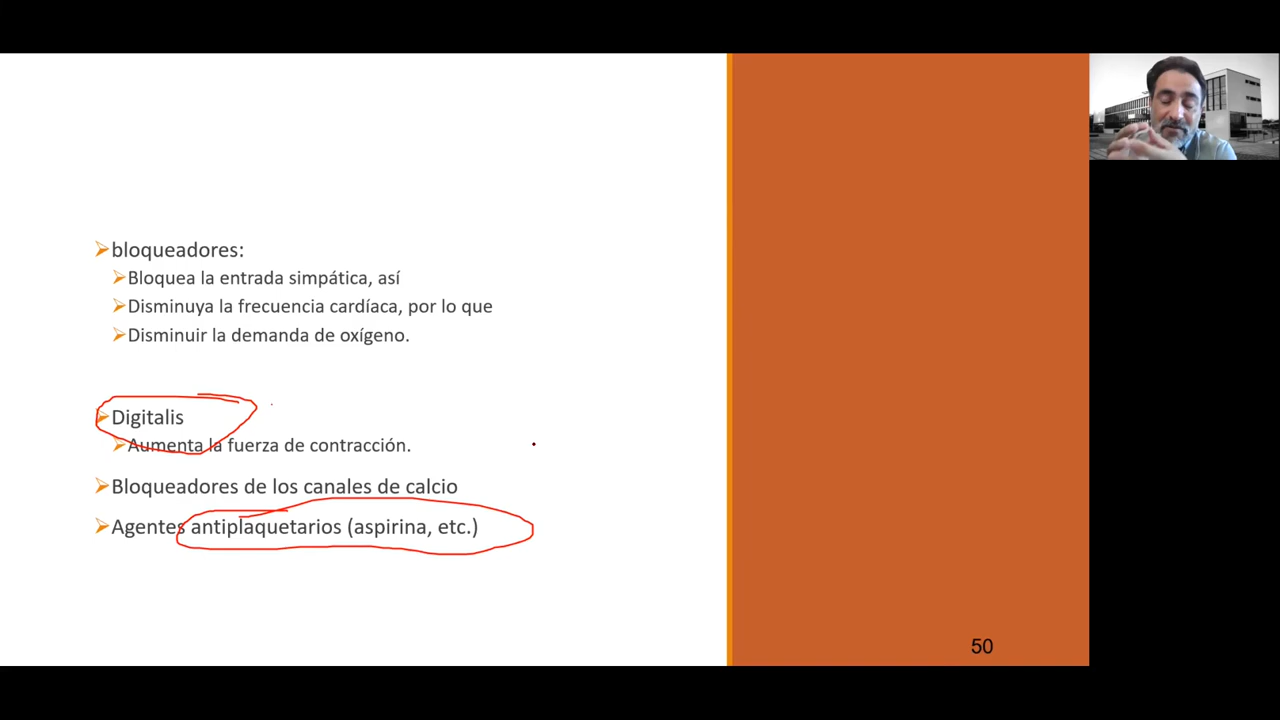 bloqueadores:
Bloquea la entrada simpática, así
Disminuya la frecuencia cardíaca, por lo que
Disminuir la demanda de oxígeno.
Digitalis
Aumenta la fuerza de contracción.
Bloqueadores de los canales de calcio
Agentes antiplaquetarios (aspirina, etc.)
50